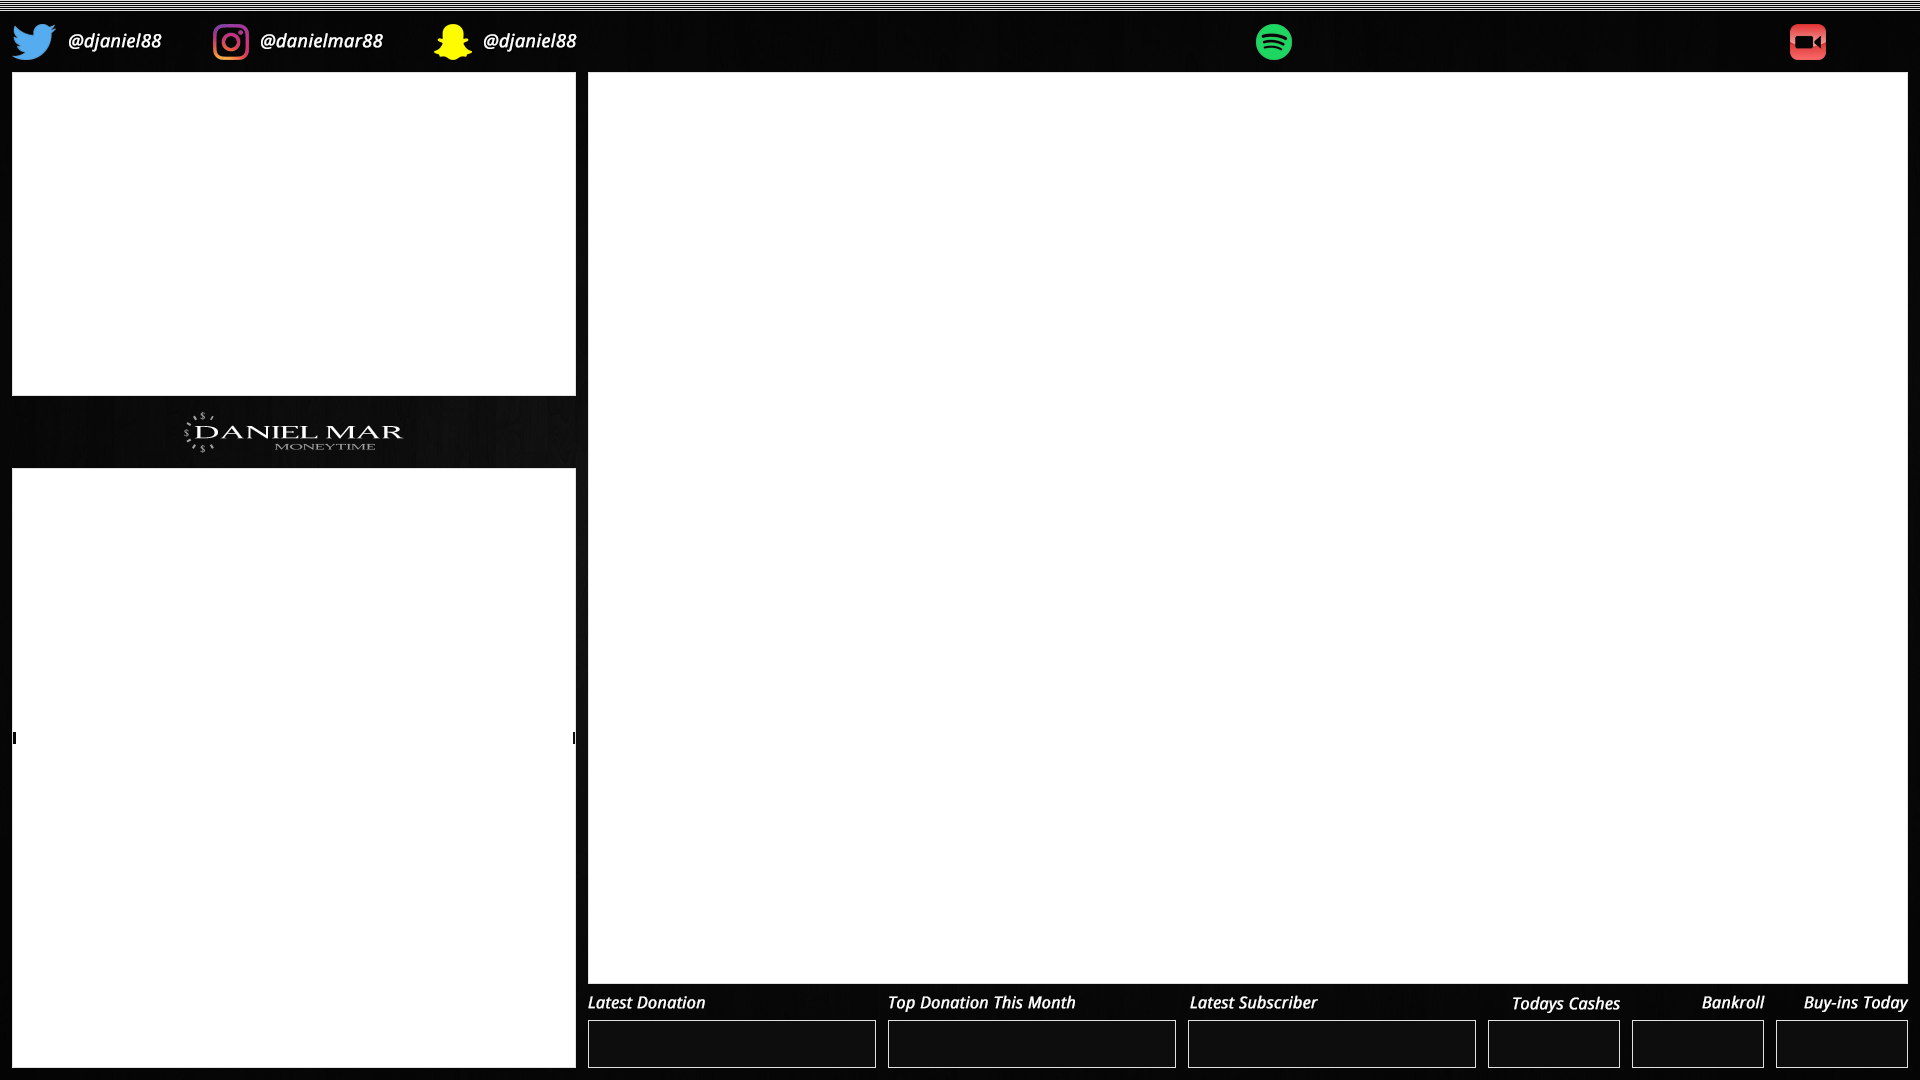 @djaniel88
@danielmar88
@djaniel88
DANIEL MAR
MONEYTIME
Latest Donation
Top Donation This Month
Latest Subscriber
Todays Cashes
Bankroll
Buy-ins Today